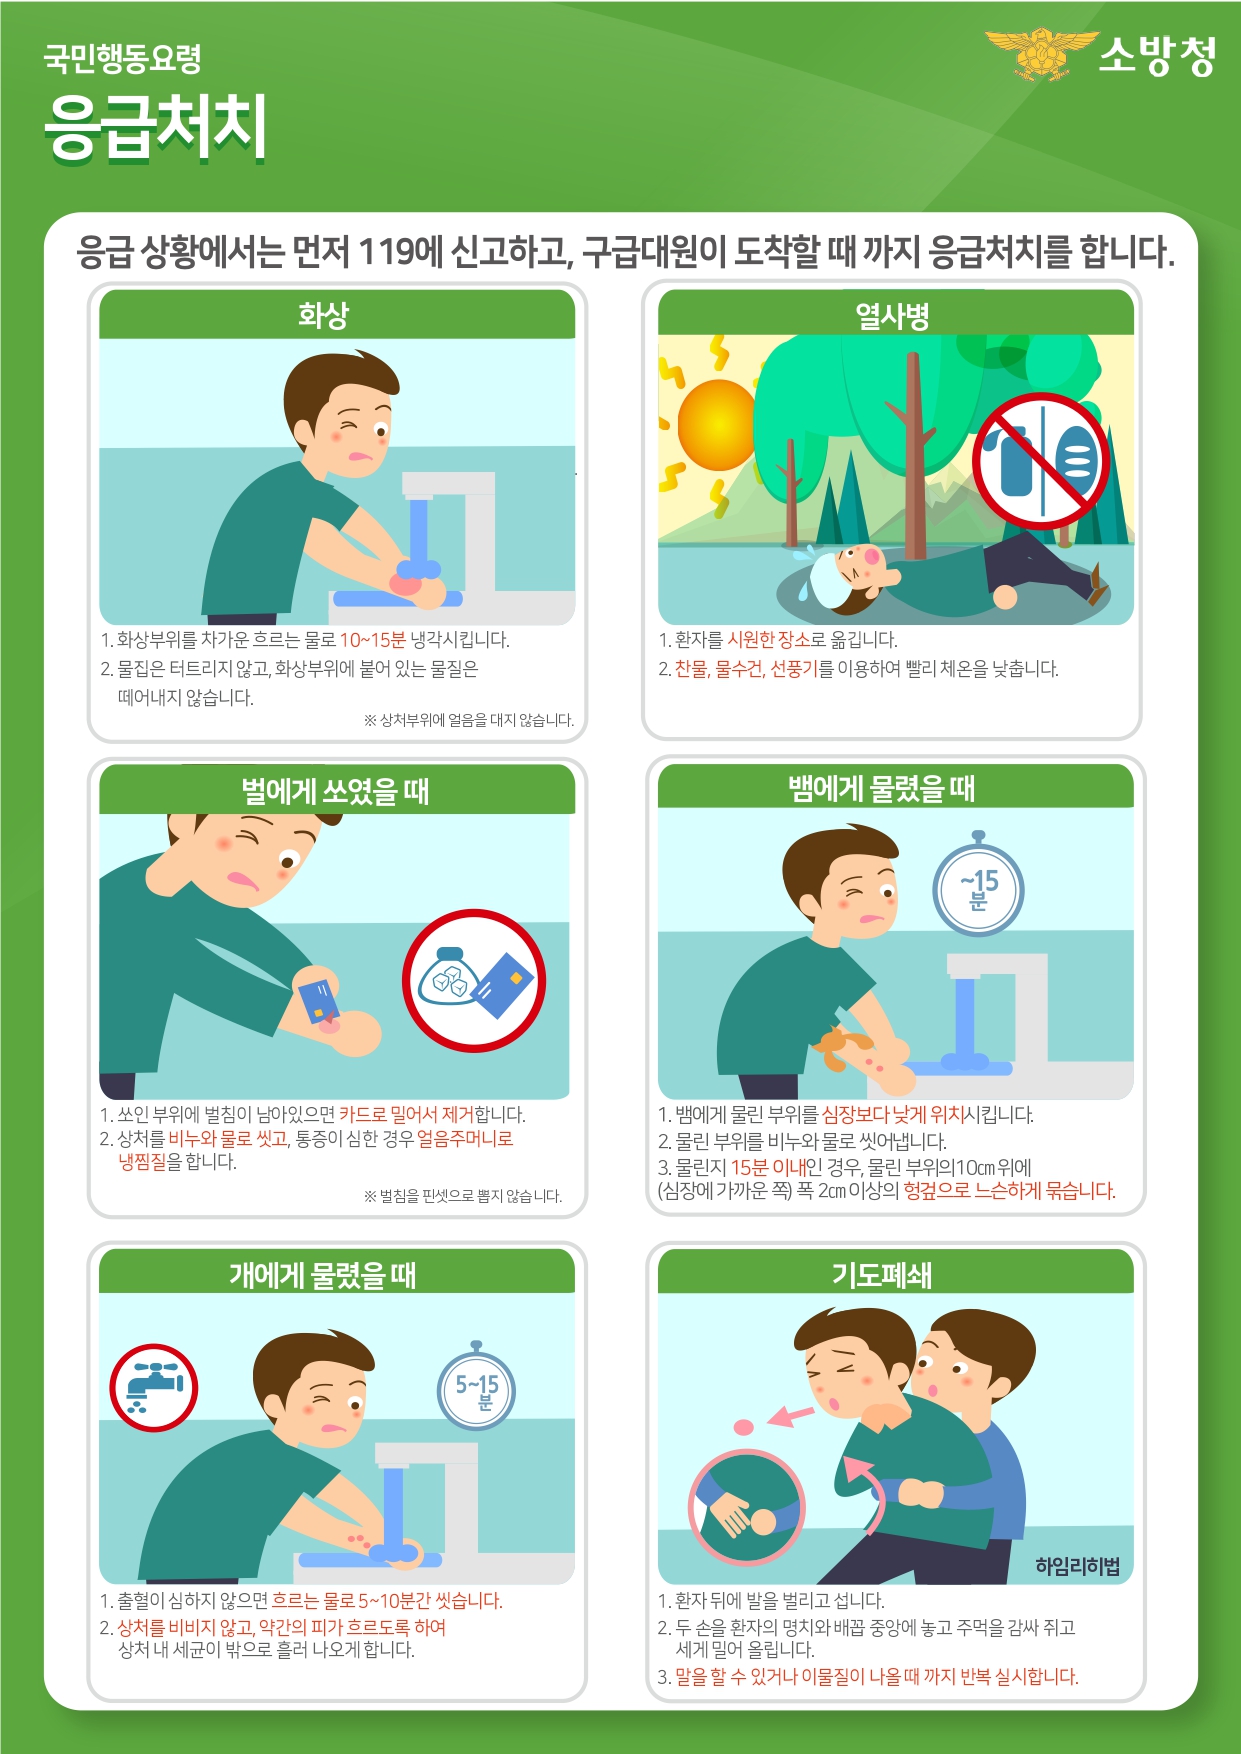 국민행동요령
응급처치
소방청
응급 상황에서는 먼저 119에 신고하고, 구급대원이 도착할 때 까지 응급처치를 합니다.
화상
1. 화상부위를 차가운 흐르는 물로 10~15분 냉각시킵니다.
2. 물집은 터트리지 않고, 화상부위에 붙어 있는 물질은
떼어내지 않습니다.
※ 상처부위에 얼음을 대지 않습니다.
열사병
1. 환자를 시원한 장소로 옮깁니다.
2. 찬물, 물수건, 선풍기를 이용하여 빨리 체온을 낮춥니다.
벌에게 쏘였을 때
1. 쏘인 부위에 벌침이 남아있으면 카드로 밀어서 제거합니다.
2. 상처를 비누와 물로 씻고, 통증이 심한 경우 얼음주머니로
냉찜질을 합니다.
※ 벌침을 핀셋으로 뽑지 않습니다.
뱀에게 물렸을 때
~15
분
1. 뱀에게 물린 부위를 심장보다 낮게 위치시킵니다.
2. 물린 부위를 비누와 물로 씻어냅니다.
3. 물린지 15분 이내인 경우, 물린 부위의10㎝위에
(심장에 가까운 쪽) 폭 2㎝이상의 헝겊으로 느슨하게 묶습니다.
개에게 물렸을 때
5~15
분
1. 출혈이 심하지 않으면 흐르는 물로 5~10분간 씻습니다.
2. 상처를 비비지 않고, 약간의 피가 흐르도록 하여
상처 내 세균이 밖으로 흘러 나오게 합니다.
기도폐쇄
하임리히법
1. 환자 뒤에 발을 벌리고 섭니다.
2. 두 손을 환자의 명치와 배꼽 중앙에 놓고 주먹을 감싸 쥐고
세게 밀어 올립니다.
3. 말을 할 수 있거나 이물질이 나올 때 까지 반복 실시합니다.